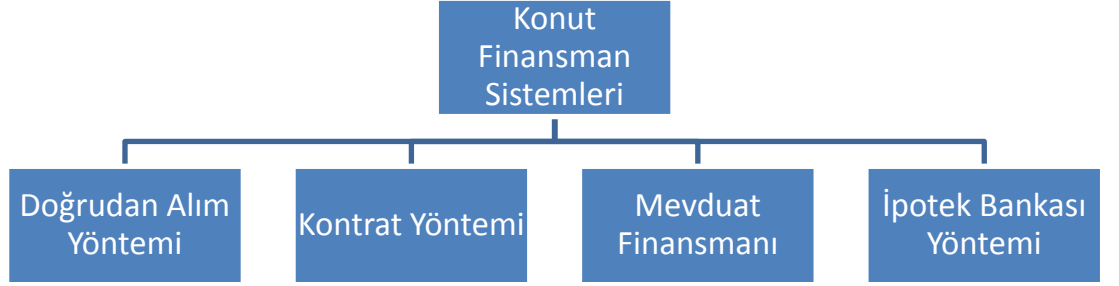 Konut
Finansman
Sistemleri
Doğrudan Alım
Yöntemi
Kontrat Yöntemi
Mevduat
Finansmanı
İpotek Bankası
Yöntemi